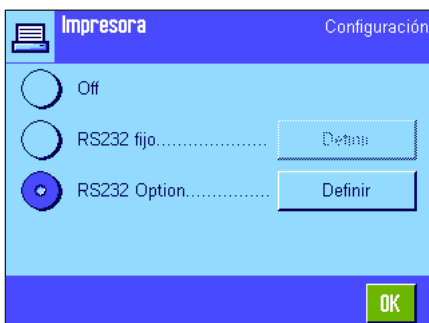 Impresora Configuración
Off
RS232 fijo..................... Definir
RS232 Option................ Definir
OK